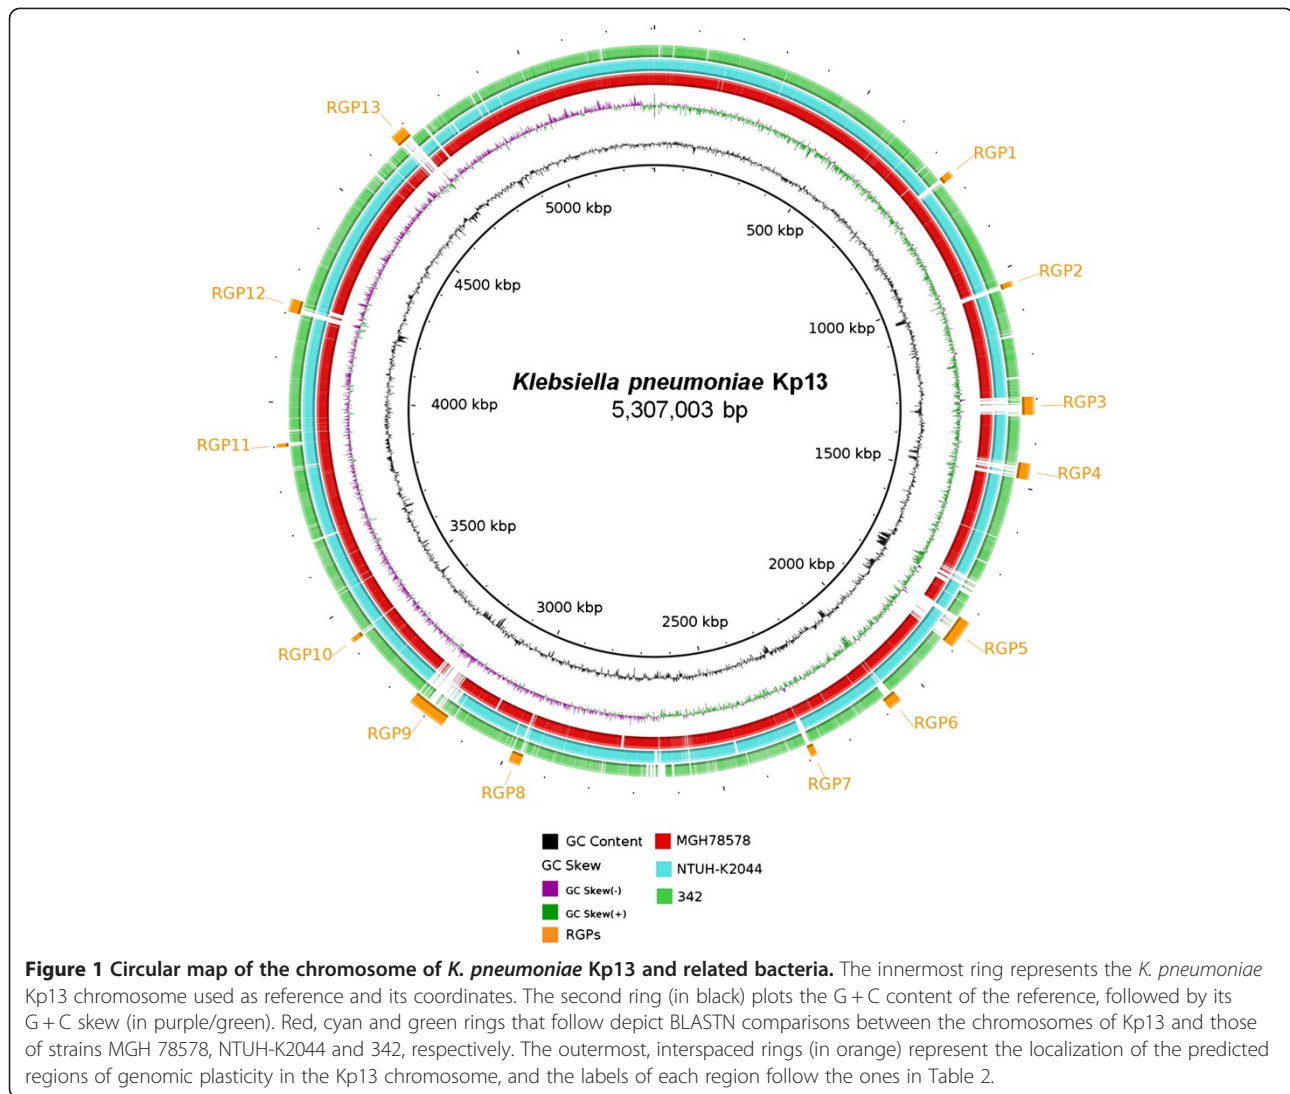 RGP13
RGP1
5000 kbp
500 kbp
RGP2
4500 kbp
RGP12
1000 kbp
Klebsiella pneumoniae Kp13
5,307,003 bp
4000 kbp
RGP3
RGP11
1500 kbp
RGP4
3500 kbp
2000 kbp
3000 kbp
2500 kbp
RGP5
RGP10
RGP6
RGP9
RGP7
RGP8
GC Content
MGH78578
GC Skew
NTUH-K2044
GC Skew(-)
342
GC Skew(+)
RGPs
Figure 1 Circular map of the chromosome of K. pneumoniae Kp13 and related bacteria. The innermost ring represents the K. pneumoniae
Kp13 chromosome used as reference and its coordinates. The second ring (in black) plots the G + C content of the reference, followed by its
G + C skew (in purple/green). Red, cyan and green rings that follow depict BLASTN comparisons between the chromosomes of Kp13 and those
of strains MGH 78578, NTUH-K2044 and 342, respectively. The outermost, interspaced rings (in orange) represent the localization of the predicted
regions of genomic plasticity in the Kp13 chromosome, and the labels of each region follow the ones in Table 2.